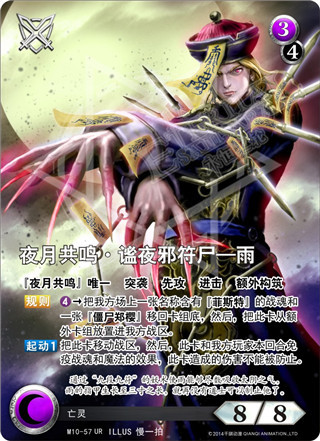 3
4
夜月共鸣·谧夜邪符尸—雨
『夜月共鸣』唯一 突袭 先攻 进击 额外构筑
规则 4→把我方场上一张名称含有『菲斯特』的战魂和
一张『僵尸郑樱』移回卡组底，然后，把此卡从额
外卡组放置进我方战区。
起动1 把此卡移动战区，然后，此卡和我方玩家本回合免
疫战魂和魔法的效果，此卡造成的伤害不能被防止。
亡灵
8/8
M10-57 UR ILLUS 慢一拍
©2014千骐动漫 QIANQI ANIMATION.,LTD